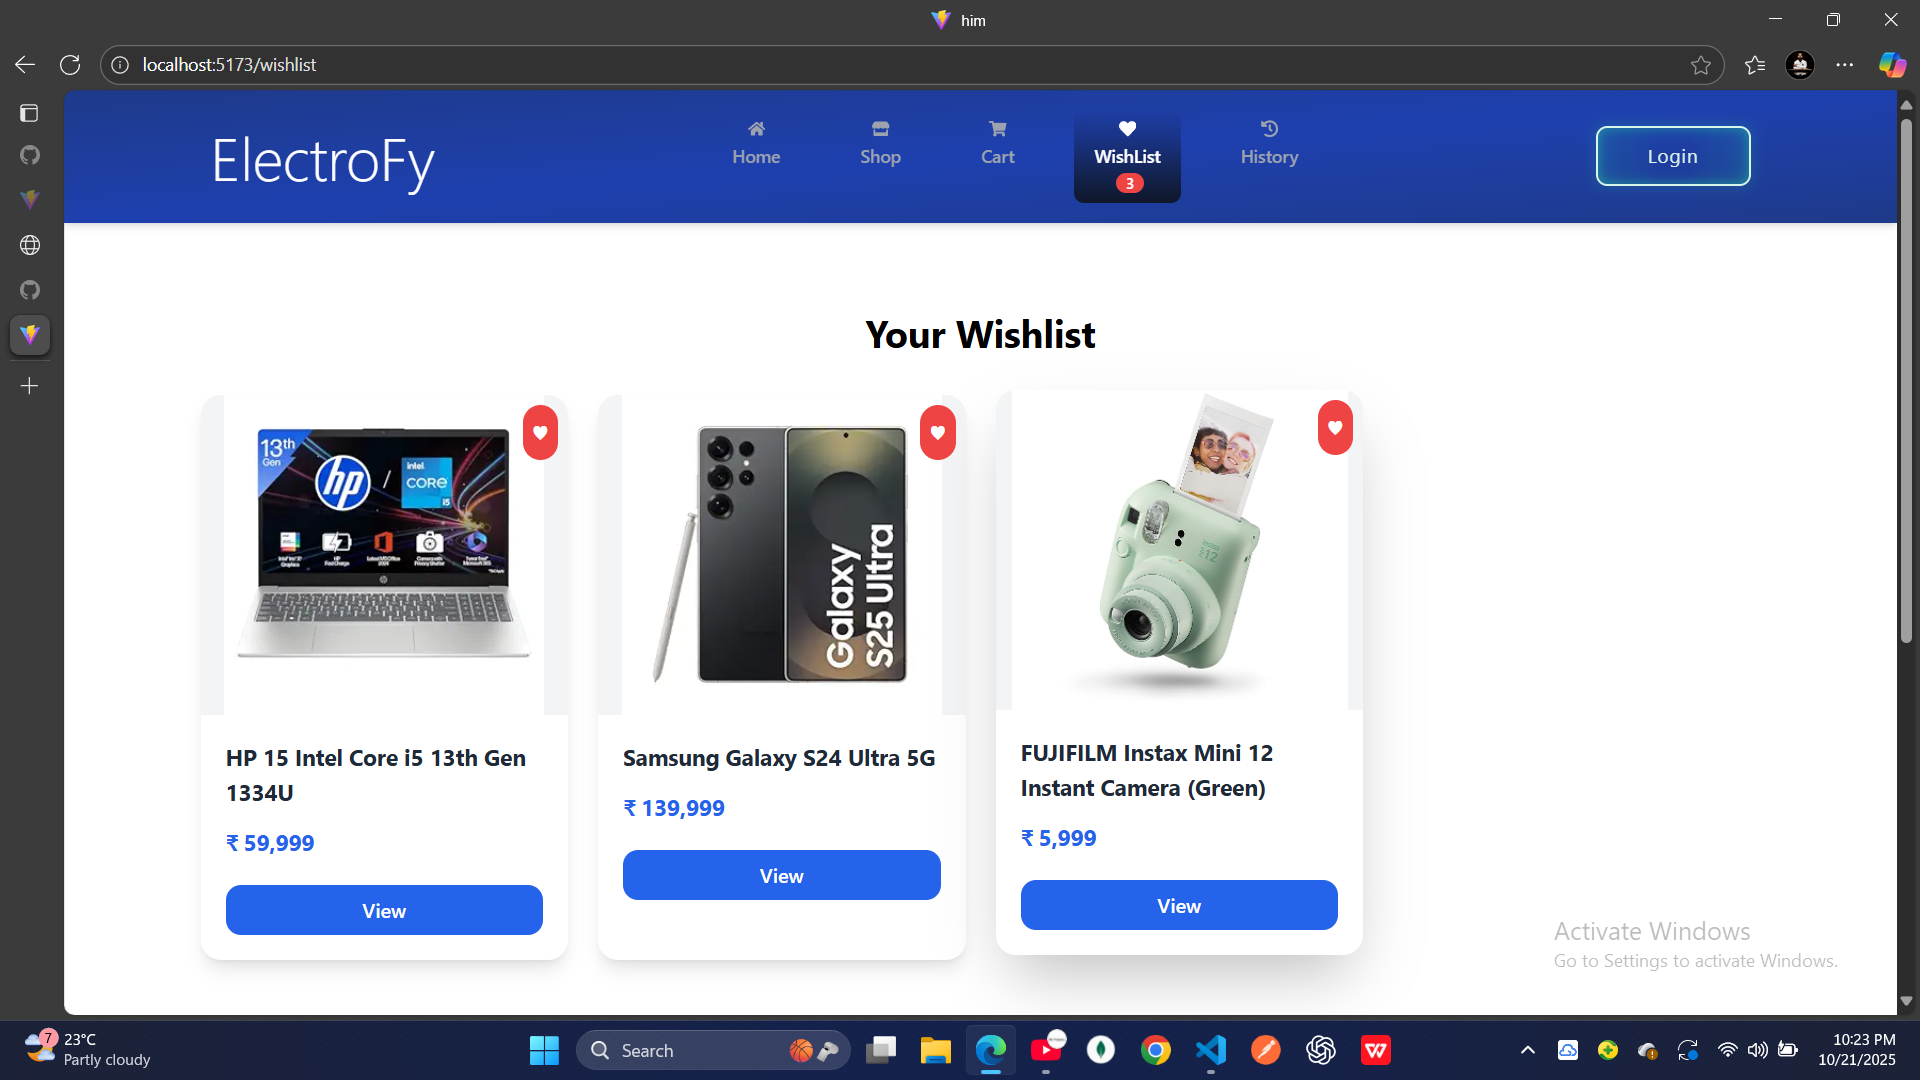 him
localhost:5173/wishlist
ElectroFy
Home
Shop
Cart
WishList
3
History
Login
Your Wishlist
13th
Gen
hp
/
intel
CORE
i5
HP 15 Intel Core i5 13th Gen
1334U
₹ 59,999
View
Galaxy
S25 Ultra
Samsung Galaxy S24 Ultra 5G
₹ 139,999
View
FUJIFILM Instax Mini 12
Instant Camera (Green)
₹ 5,999
View
Activate Windows
Go to Settings to activate Windows.
7
23°C
Partly cloudy
Search
10:23 PM
10/21/2025